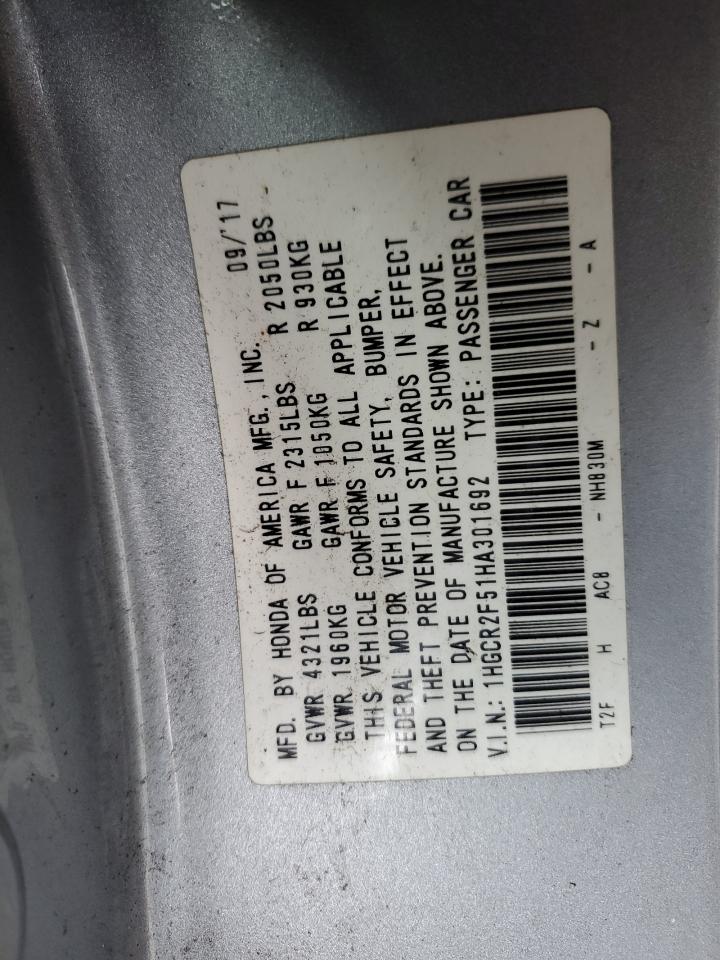 MFD. BY HONDA OF AMERICA MFG., INC. 09/'17
GVWR 4321LBS GAWR F 2315LBS R 2050LBS
GVWR 1960KG GAWR F 1050KG R 930KG
THIS VEHICLE CONFORMS TO ALL APPLICABLE
FEDERAL MOTOR VEHICLE SAFETY, BUMPER,
AND THEFT PREVENTION STANDARDS IN EFFECT
ON THE DATE OF MANUFACTURE SHOWN ABOVE.
V.I.N.: 1HGCR2F51HA301692 TYPE: PASSENGER CAR
T2F H AC8 - NH830M - Z - A